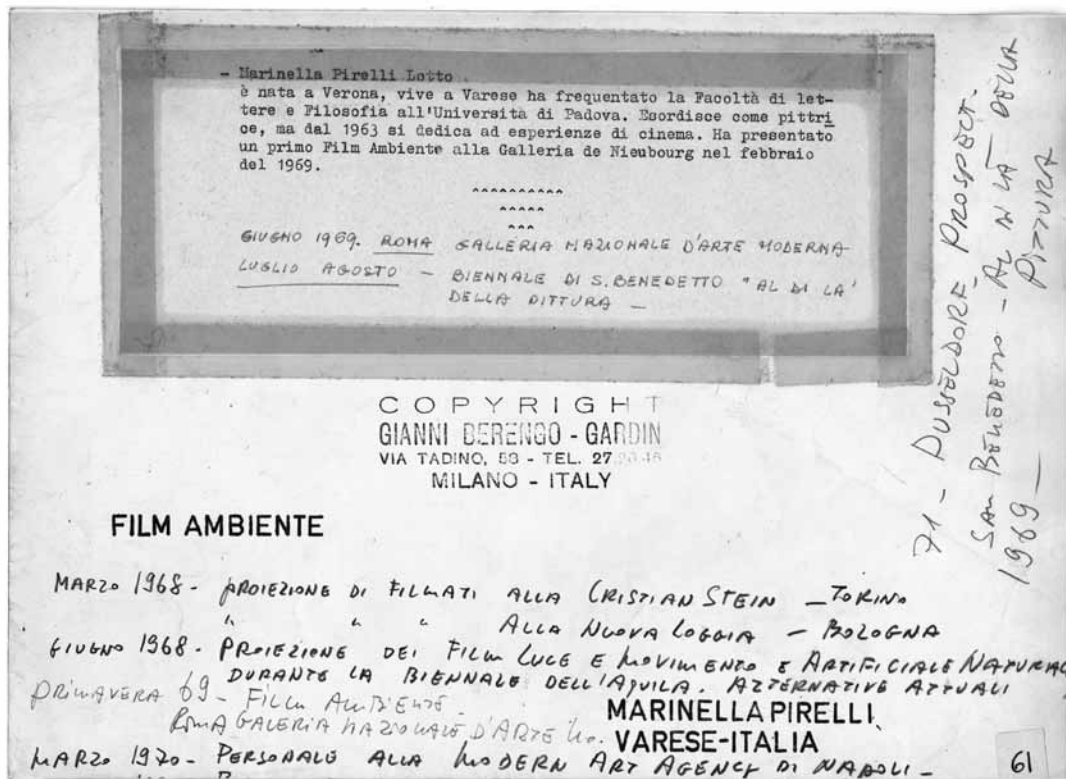 - Marinella Pirelli Lotto
è nata a Verona, vive a Varese ha frequentato la Facoltà di let-
tere e Filosofia all'Università di Padova. Esordisce come pittri
ce, ma dal 1963 si dedica ad esperienze di cinema. Ha presentato
un primo Film Ambiente alla Galleria de Nieubourg nel febbraio
del 1969.
^^^^^^^^^^
^^^^^
^^^
GIUGNO 1969. ROMA GALLERIA NAZIONALE D'ARTE MODERNA
LUGLIO AGOSTO — BIENNALE DI S. BENEDETTO "AL DI LA'
DELLA PITTURA —
71 - DUSSELDORF - PROSPECT.
SAN BENEDETTO - AL IN LÀ DELLA
1969 — PITTURA
COPYRIGHT
GIANNI BERENGO - GARDIN
VIA TADINO, 53 - TEL. 27
MILANO - ITALY
FILM AMBIENTE
MARZO 1968 - PROIEZIONE DI FILMATI ALLA CRISTIAN STEIN — TORINO
" " " ALLA NUOVA LOGGIA — BOLOGNA
GIUGNO 1968 - PROIEZIONE DEI FILM LUCE E MOVIMENTO E ARTIFICIALE NATURAL
DURANTE LA BIENNALE DELL'AQUILA. ALTERNATIVE ATTUALI
PRIMAVERA 69 - FILM AMBIENTE -
ROMA GALERIA NAZIONALE D'ARTE Mo.
MARINELLA PIRELLI
VARESE-ITALIA
MARZO 1970 - PERSONALE ALLA MODERN ART AGENCY DI NAPOLI —
61